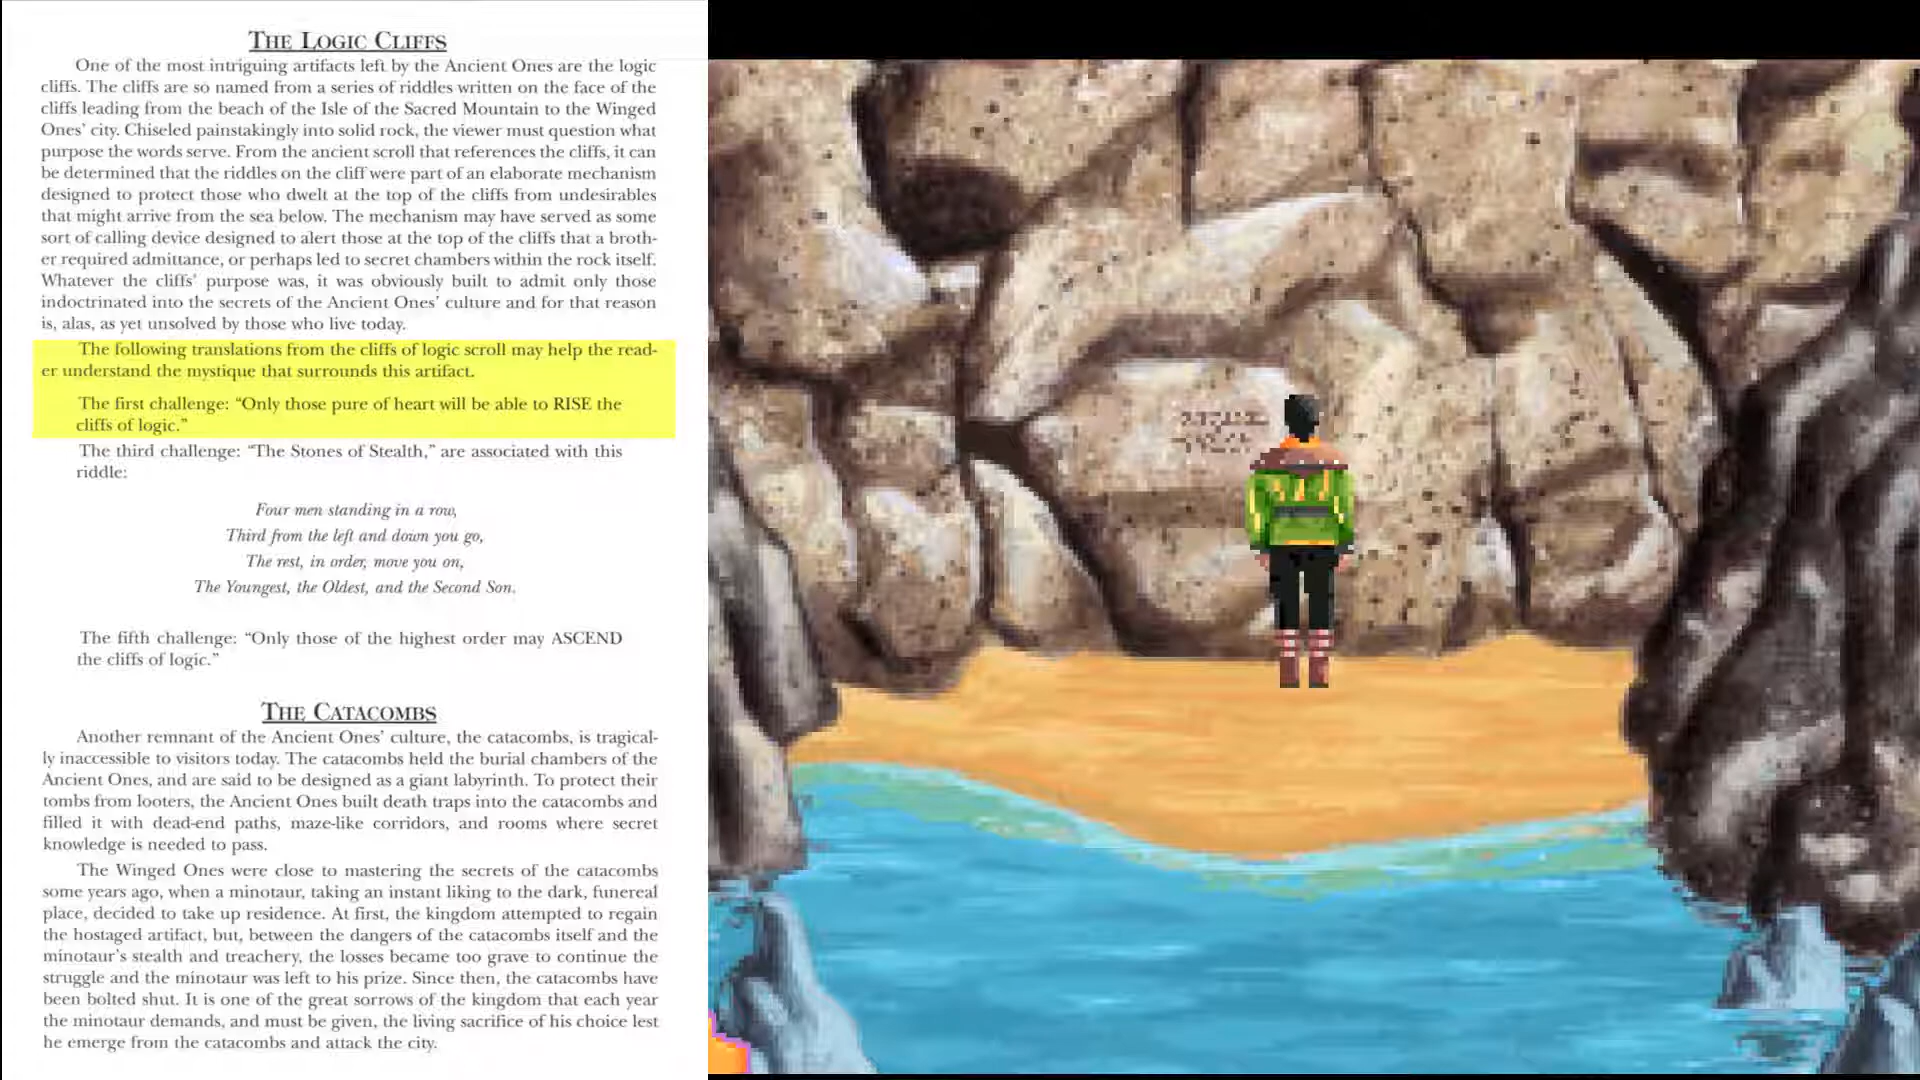 THE LOGIC CLIFFS
One of the most intriguing artifacts left by the Ancient Ones are the logic
cliffs. The cliffs are so named from a series of riddles written on the face of the
cliffs leading from the beach of the Isle of the Sacred Mountain to the Winged
Ones' city. Chiseled painstakingly into solid rock, the viewer must question what
purpose the words serve. From the ancient scroll that references the cliffs, it can
be determined that the riddles on the cliff were part of an elaborate mechanism
designed to protect those who dwelt at the top of the cliffs from undesirables
that might arrive from the sea below. The mechanism may have served as some
sort of calling device designed to alert those at the top of the cliffs that a broth-
er required admittance, or perhaps led to secret chambers within the rock itself.
Whatever the cliffs' purpose was, it was obviously built to admit only those
indoctrinated into the secrets of the Ancient Ones' culture and for that reason
is, alas, as yet unsolved by those who live today.
The following translations from the cliffs of logic scroll may help the read-
er understand the mystique that surrounds this artifact.
The first challenge: "Only those pure of heart will be able to RISE the
cliffs of logic."
The third challenge: "The Stones of Stealth," are associated with this
riddle:
Four men standing in a row,
Third from the left and down you go,
The rest, in order, move you on,
The Youngest, the Oldest, and the Second Son.
The fifth challenge: "Only those of the highest order may ASCEND
the cliffs of logic."
THE CATACOMBS
Another remnant of the Ancient Ones' culture, the catacombs, is tragical-
ly inaccessible to visitors today. The catacombs held the burial chambers of the
Ancient Ones, and are said to be designed as a giant labyrinth. To protect their
tombs from looters, the Ancient Ones built death traps into the catacombs and
filled it with dead-end paths, maze-like corridors, and rooms where secret
knowledge is needed to pass.
The Winged Ones were close to mastering the secrets of the catacombs
some years ago, when a minotaur, taking an instant liking to the dark, funereal
place, decided to take up residence. At first, the kingdom attempted to regain
the hostaged artifact, but, between the dangers of the catacombs itself and the
minotaur's stealth and treachery, the losses became too grave to continue the
struggle and the minotaur was left to his prize. Since then, the catacombs have
been bolted shut. It is one of the great sorrows of the kingdom that each year
the minotaur demands, and must be given, the living sacrifice of his choice lest
he emerge from the catacombs and attack the city.